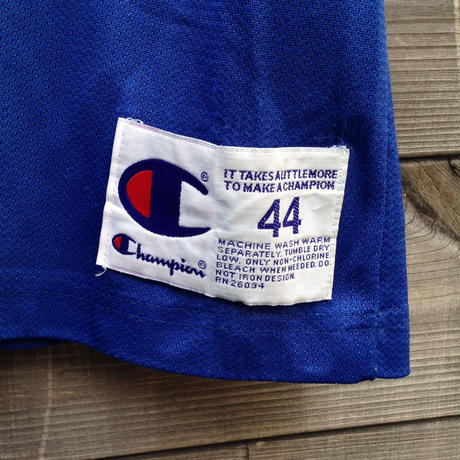 IT TAKES A LITTLE MORE
TO MAKE A CHAMPION
44
MACHINE WASH WARM
SEPARATELY. TUMBLE DRY
LOW. ONLY NON-CHLORINE
BLEACH WHEN NEEDED. DO
NOT IRON DESIGN.
RN 26094
Champion